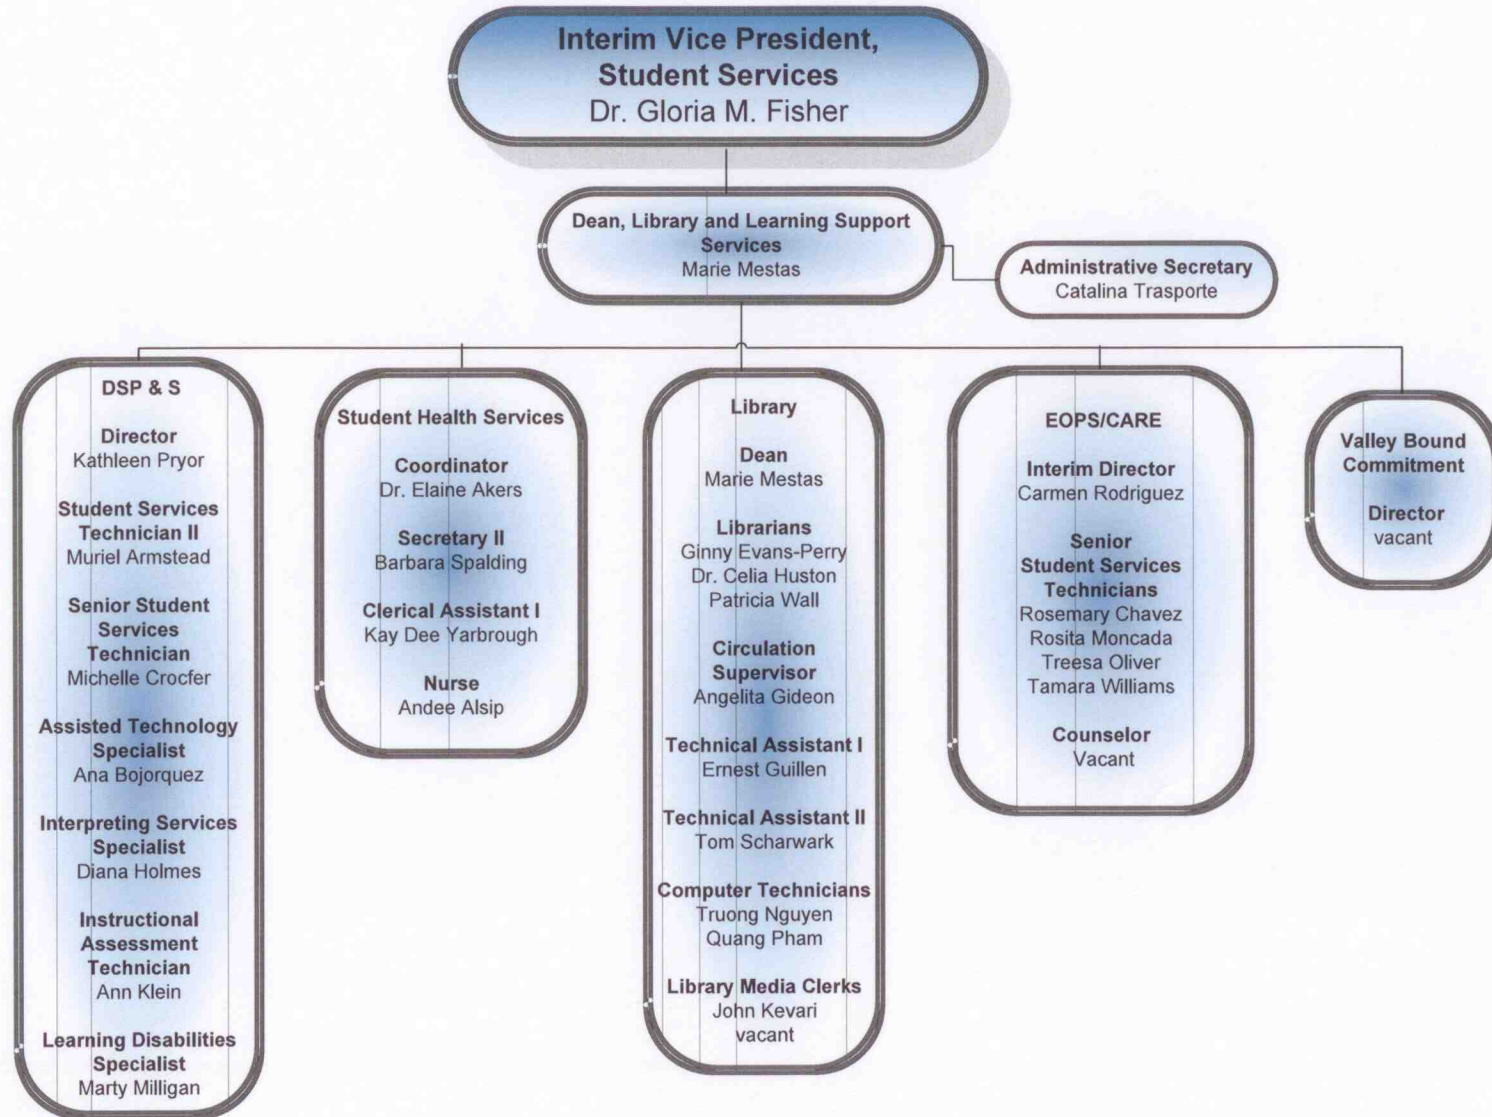 Interim Vice President,
Student Services
Dr. Gloria M. Fisher
Dean, Library and Learning Support
Services
Marie Mestas
Administrative Secretary
Catalina Trasporte
DSP & S
Director
Kathleen Pryor
Student Services
Technician II
Muriel Armstead
Senior Student
Services
Technician
Michelle Crocfer
Assisted Technology
Specialist
Ana Bojorquez
Interpreting Services
Specialist
Diana Holmes
Instructional
Assessment
Technician
Ann Klein
Learning Disabilities
Specialist
Marty Milligan
Student Health Services
Coordinator
Dr. Elaine Akers
Secretary II
Barbara Spalding
Clerical Assistant I
Kay Dee Yarbrough
Nurse
Andee Alsip
Library
Dean
Marie Mestas
Librarians
Ginny Evans-Perry
Dr. Celia Huston
Patricia Wall
Circulation
Supervisor
Angelita Gideon
Technical Assistant I
Ernest Guillen
Technical Assistant II
Tom Scharwark
Computer Technicians
Truong Nguyen
Quang Pham
Library Media Clerks
John Kevari
vacant
EOPS/CARE
Interim Director
Carmen Rodriguez
Senior
Student Services
Technicians
Rosemary Chavez
Rosita Moncada
Treesa Oliver
Tamara Williams
Counselor
Vacant
Valley Bound
Commitment
Director
vacant